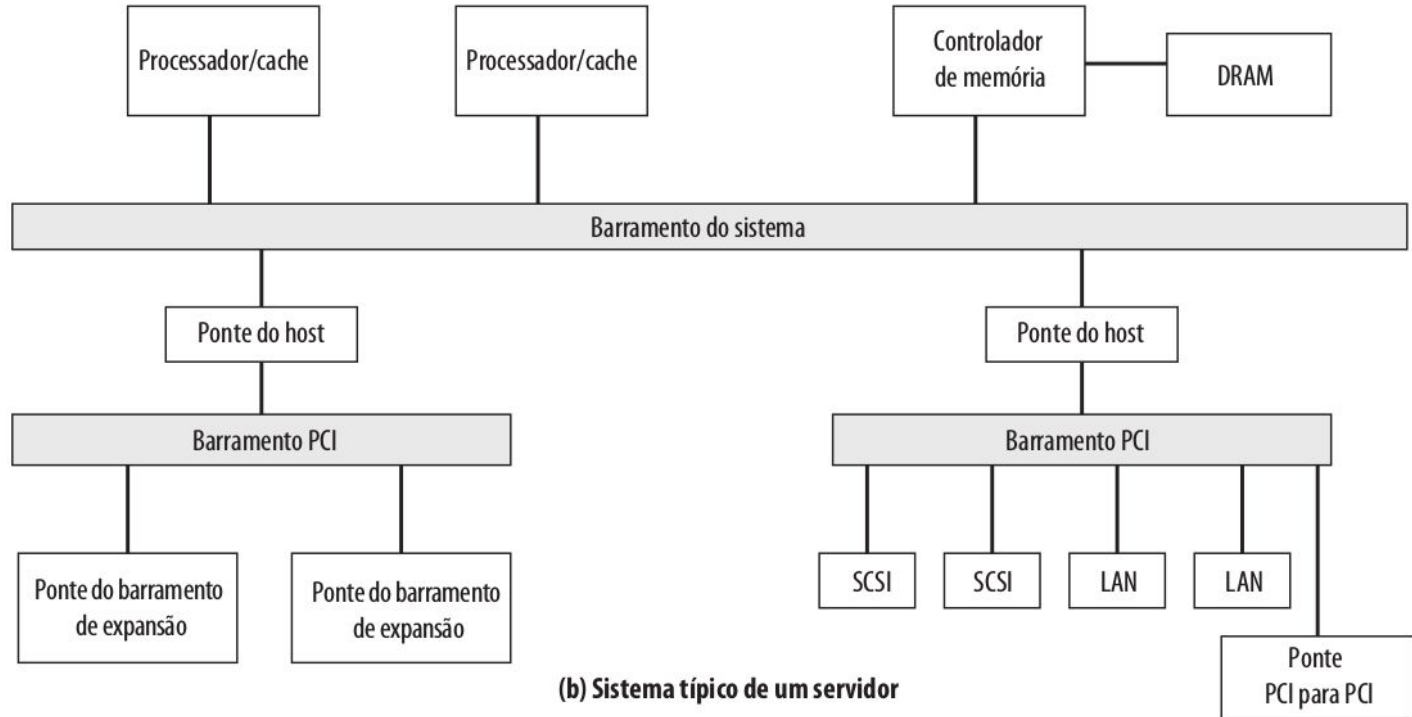 Processador/cache
Processador/cache
Controlador
de memória
DRAM
Barramento do sistema
Ponte do host
Ponte do host
Barramento PCI
Barramento PCI
Ponte do barramento
de expansão
Ponte do barramento
de expansão
SCSI
SCSI
LAN
LAN
Ponte
PCI para PCI
(b) Sistema típico de um servidor